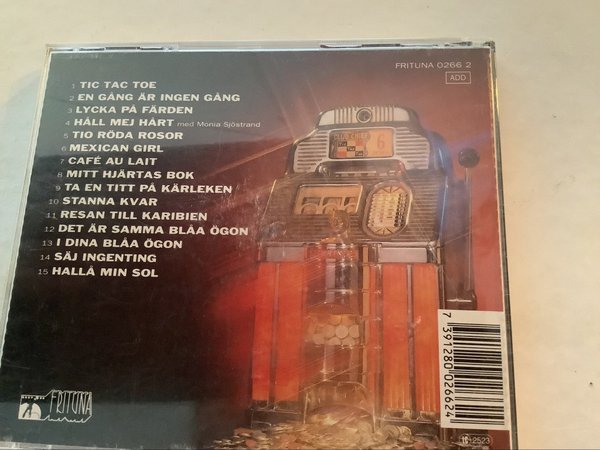 FRITUNA 0266 2
ADD
1 TIC TAC TOE
2 EN GÅNG ÄR INGEN GÅNG
3 LYCKA PÅ FÄRDEN
4 HÅLL MEJ HÅRT med Monia Sjöstrand
5 TIO RÖDA ROSOR
6 MEXICAN GIRL
7 CAFÉ AU LAIT
8 MITT HJÄRTAS BOK
9 TA EN TITT PÅ KÄRLEKEN
10 STANNA KVAR
11 RESAN TILL KARIBIEN
12 DET ÄR SAMMA BLÅA ÖGON
13 I DINA BLÅA ÖGON
14 SÄJ INGENTING
15 HALLÅ MIN SOL
FRITUNA
7 391280 026624